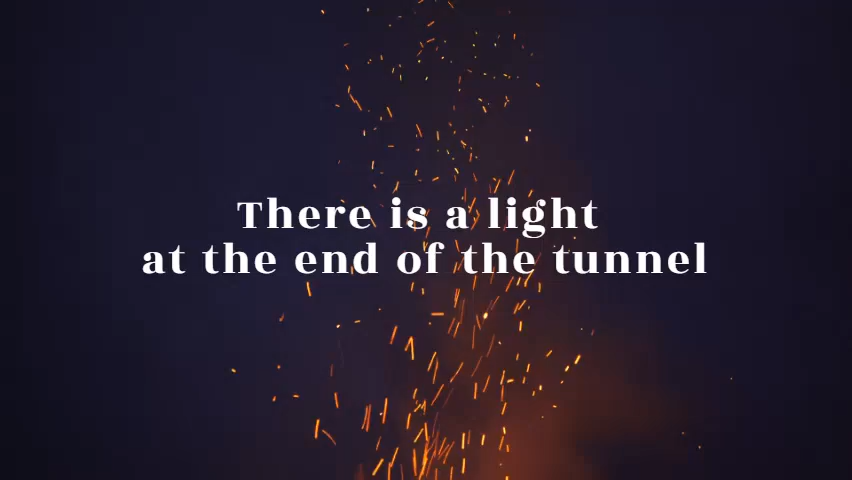 There is a light
at the end of the tunnel